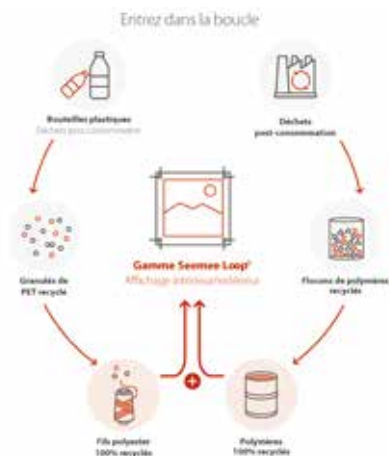 Entrez dans la boucle
Bouteilles plastiques
Déchets post-consommation
Déchets
post-consommation
Granulés de
PET recyclé
Gamme Seemee Loop®
Affichage intérieur/extérieur
Flocons de polymères
recyclés
Fils polyester
100% recyclés
Polymères
100% recyclés